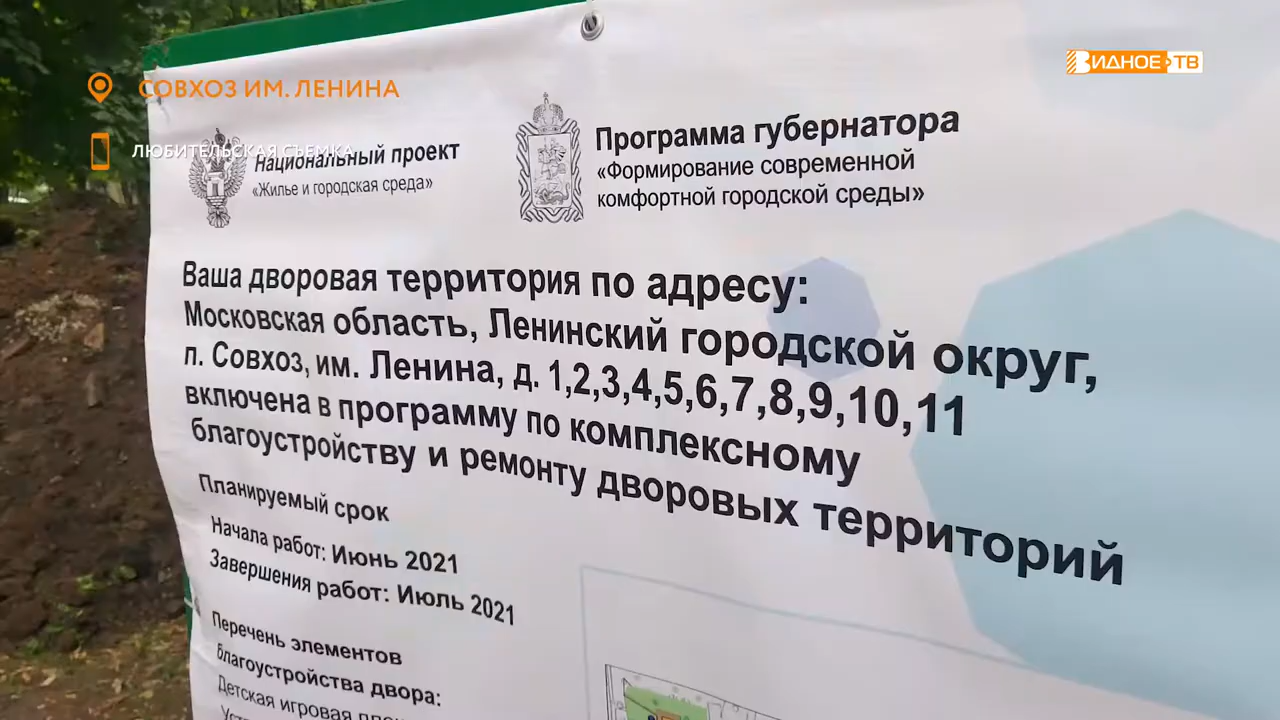 СОВХОЗ ИМ. ЛЕНИНА
ВИДНОЕ ТВ
ЛЮБИТЕЛЬСКАЯ СЪЕМКА
Национальный проект
«Жилье и городская среда»
Программа губернатора
«Формирование современной
комфортной городской среды»
Ваша дворовая территория по адресу:
Московская область, Ленинский городской округ,
п. Совхоз, им. Ленина, д. 1,2,3,4,5,6,7,8,9,10,11
включена в программу по комплексному
благоустройству и ремонту дворовых территорий
Планируемый срок
Начала работ: Июнь 2021
Завершения работ: Июль 2021
Перечень элементов
благоустройства двора:
Детская игровая